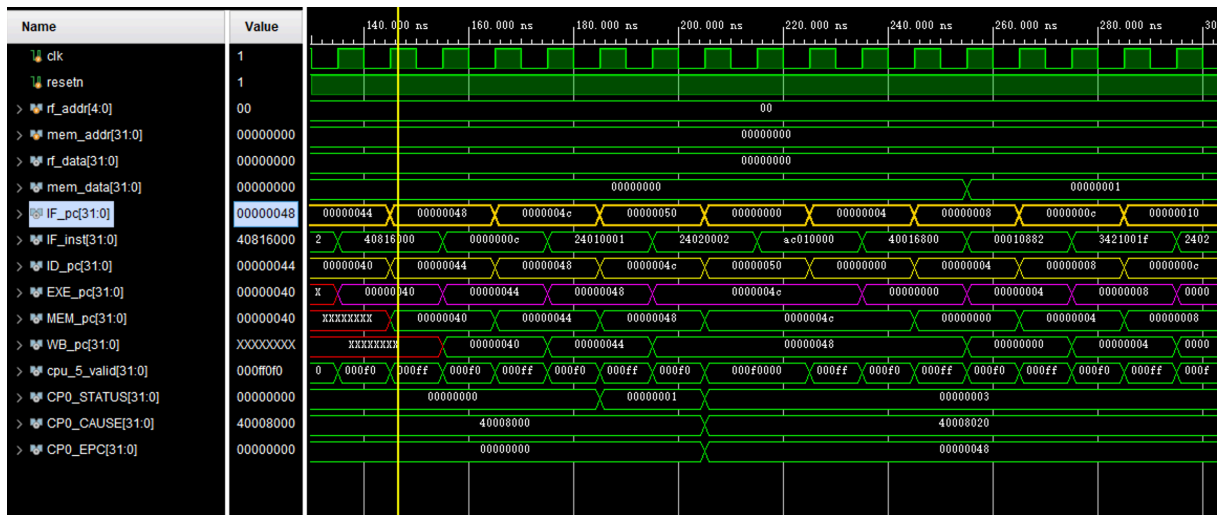 Name Value 140.000 ns 160.000 ns 180.000 ns 200.000 ns 220.000 ns 240.000 ns 260.000 ns 280.000 ns 30
clk 1
resetn 1
rf_addr[4:0] 00 00
mem_addr[31:0] 00000000 00000000
rf_data[31:0] 00000000 00000000
mem_data[31:0] 00000000 00000000 00000001
IF_pc[31:0] 00000048 00000044 00000048 0000004c 00000050 00000000 00000004 00000008 0000000c 00000010
IF_inst[31:0] 40816000 2 40816000 0000000c 24010001 24020002 ac010000 40016800 00010882 3421001f 2402
ID_pc[31:0] 00000044 00000040 00000044 00000048 0000004c 00000050 00000000 00000004 00000008 0000000c
EXE_pc[31:0] 00000040 X 00000040 00000044 00000048 0000004c 00000000 00000004 00000008 0000
MEM_pc[31:0] 00000040 XXXXXXXX 00000040 00000044 00000048 0000004c 00000000 00000004 00000008
WB_pc[31:0] XXXXXXXX XXXXXXXX 00000040 00000044 00000048 00000000 00000004 0000
cpu_5_valid[31:0] 000ff0f0 0 000f0 000ff 000f0 000ff 000f0 000ff 000f0 000f0000 000ff 000f0 000ff 000f0 000ff 000f0 000f
CP0_STATUS[31:0] 00000000 00000000 00000001 00000003
CP0_CAUSE[31:0] 40008000 40008000 40008020
CP0_EPC[31:0] 00000000 00000000 00000048